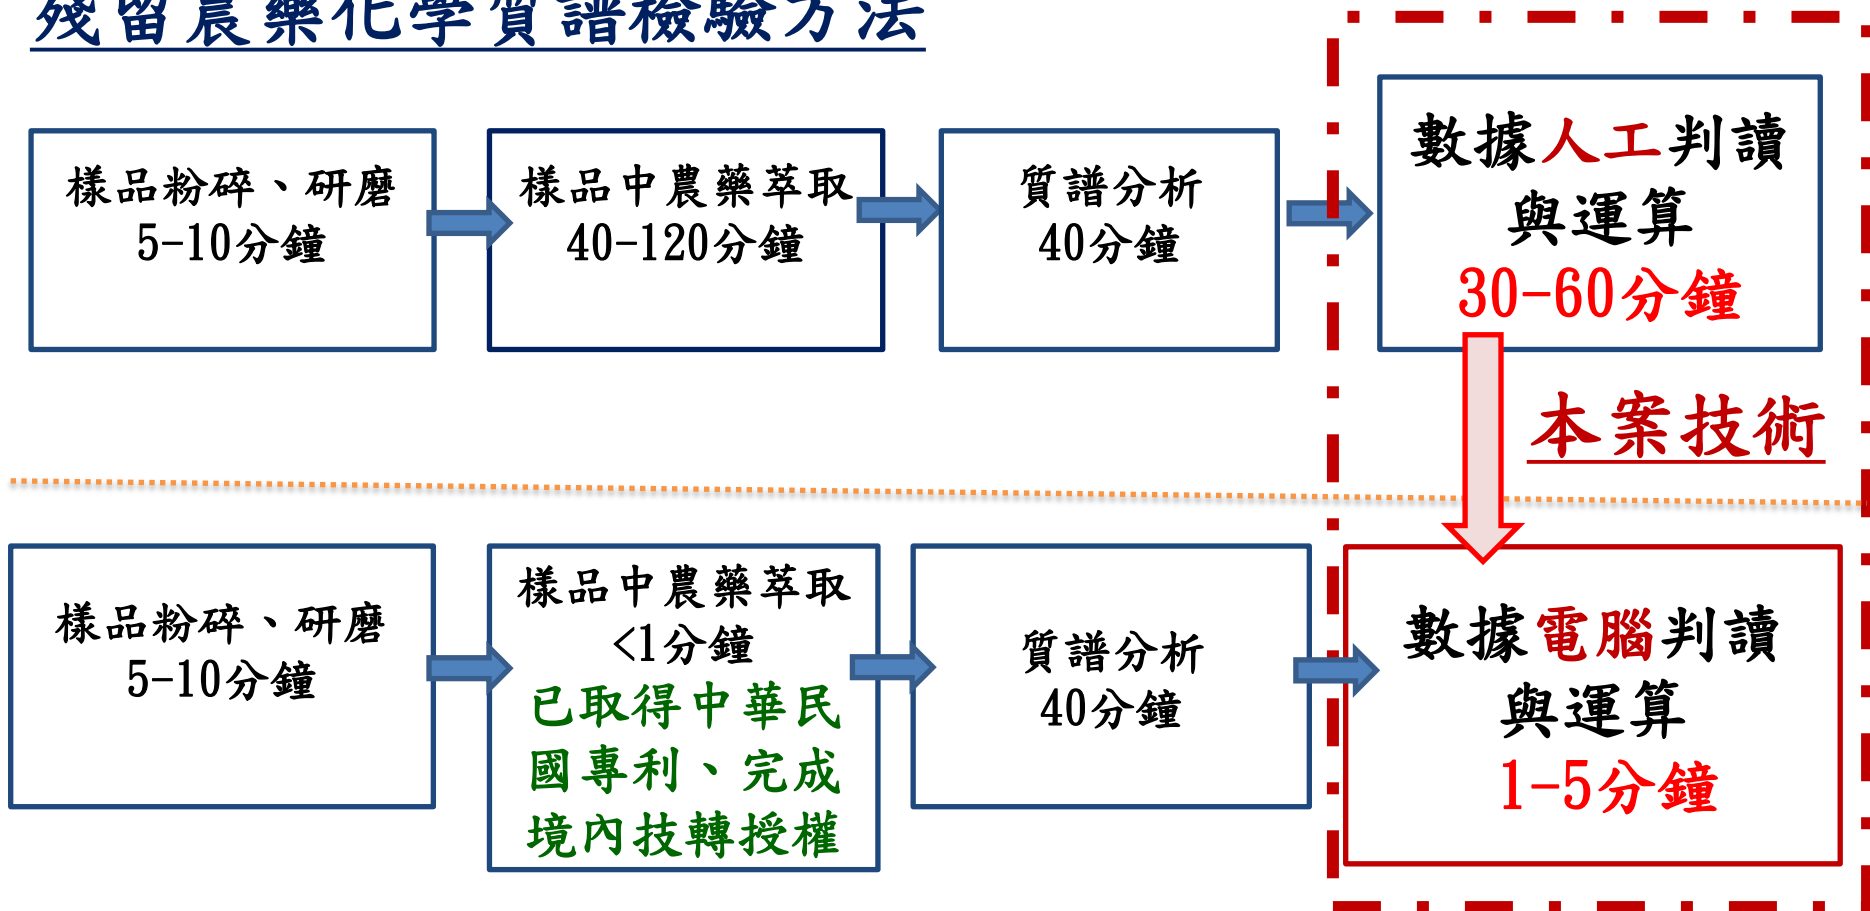 殘留農藥化學質譜檢驗方法
樣品粉碎、研磨
5-10分鐘
樣品中農藥萃取
40-120分鐘
質譜分析
40分鐘
數據人工判讀
與運算
30-60分鐘
本案技術
樣品粉碎、研磨
5-10分鐘
樣品中農藥萃取
<1分鐘
已取得中華民
國專利、完成
境內技轉授權
質譜分析
40分鐘
數據電腦判讀
與運算
1-5分鐘